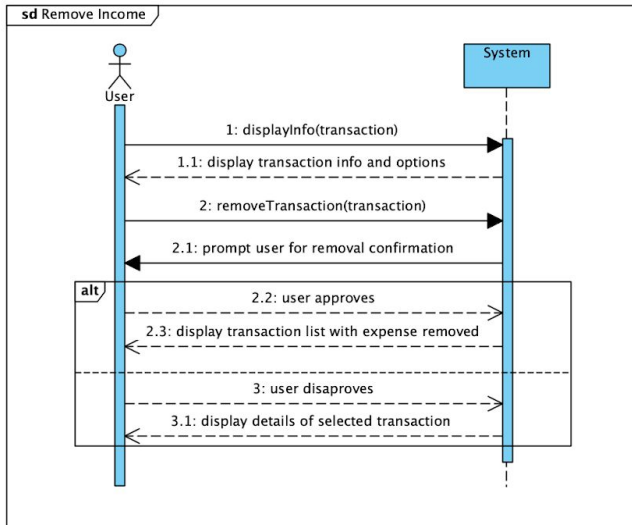 sd Remove Income
System
User
1: displayInfo(transaction)
1.1: display transaction info and options
2: removeTransaction(transaction)
2.1: prompt user for removal confirmation
alt
2.2: user approves
2.3: display transaction list with expense removed
3: user disaproves
3.1: display details of selected transaction